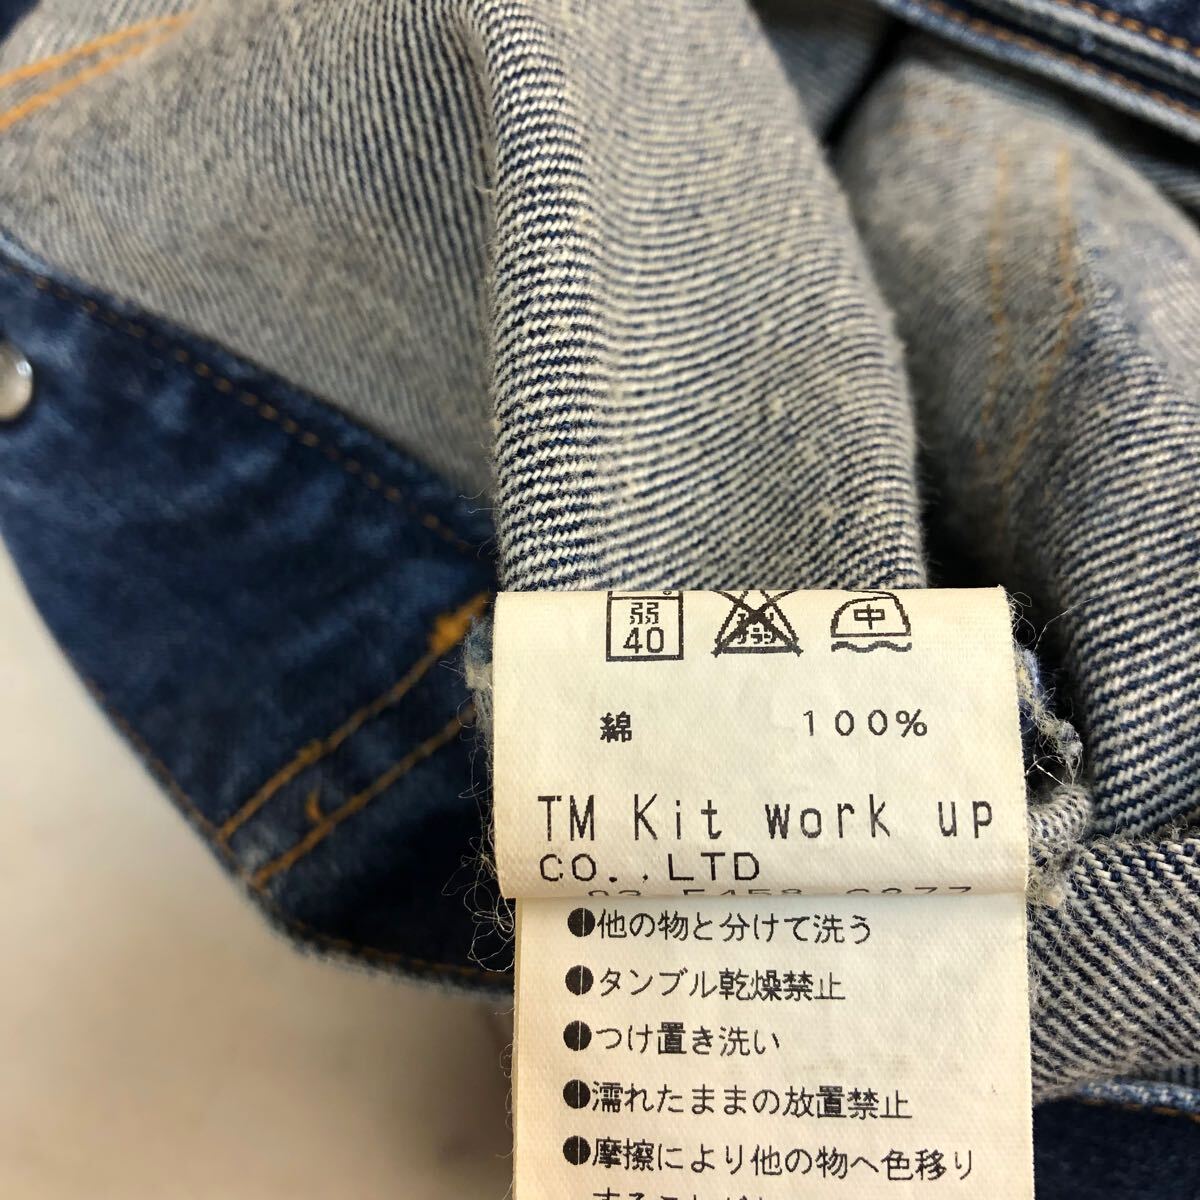 弱
40
中
綿 100%
TM Kit work up
CO.,LTD
●他の物と分けて洗う
●タンブル乾燥禁止
●つけ置き洗い
●濡れたままの放置禁止
●摩擦により他の物へ色移り